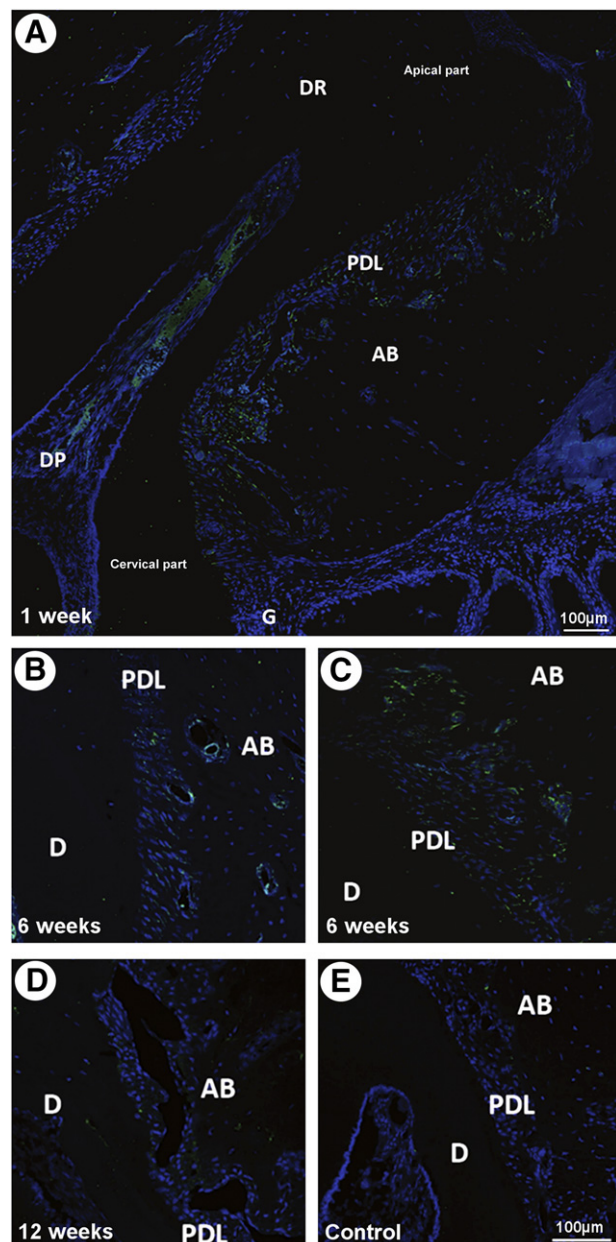 A
Apical part
DR
PDL
AB
DP
Cervical part
1 week
G
100µm
B
PDL
AB
D
6 weeks
C
AB
PDL
D
6 weeks
D
D
AB
12 weeks
PDL
E
AB
PDL
D
Control
100µm